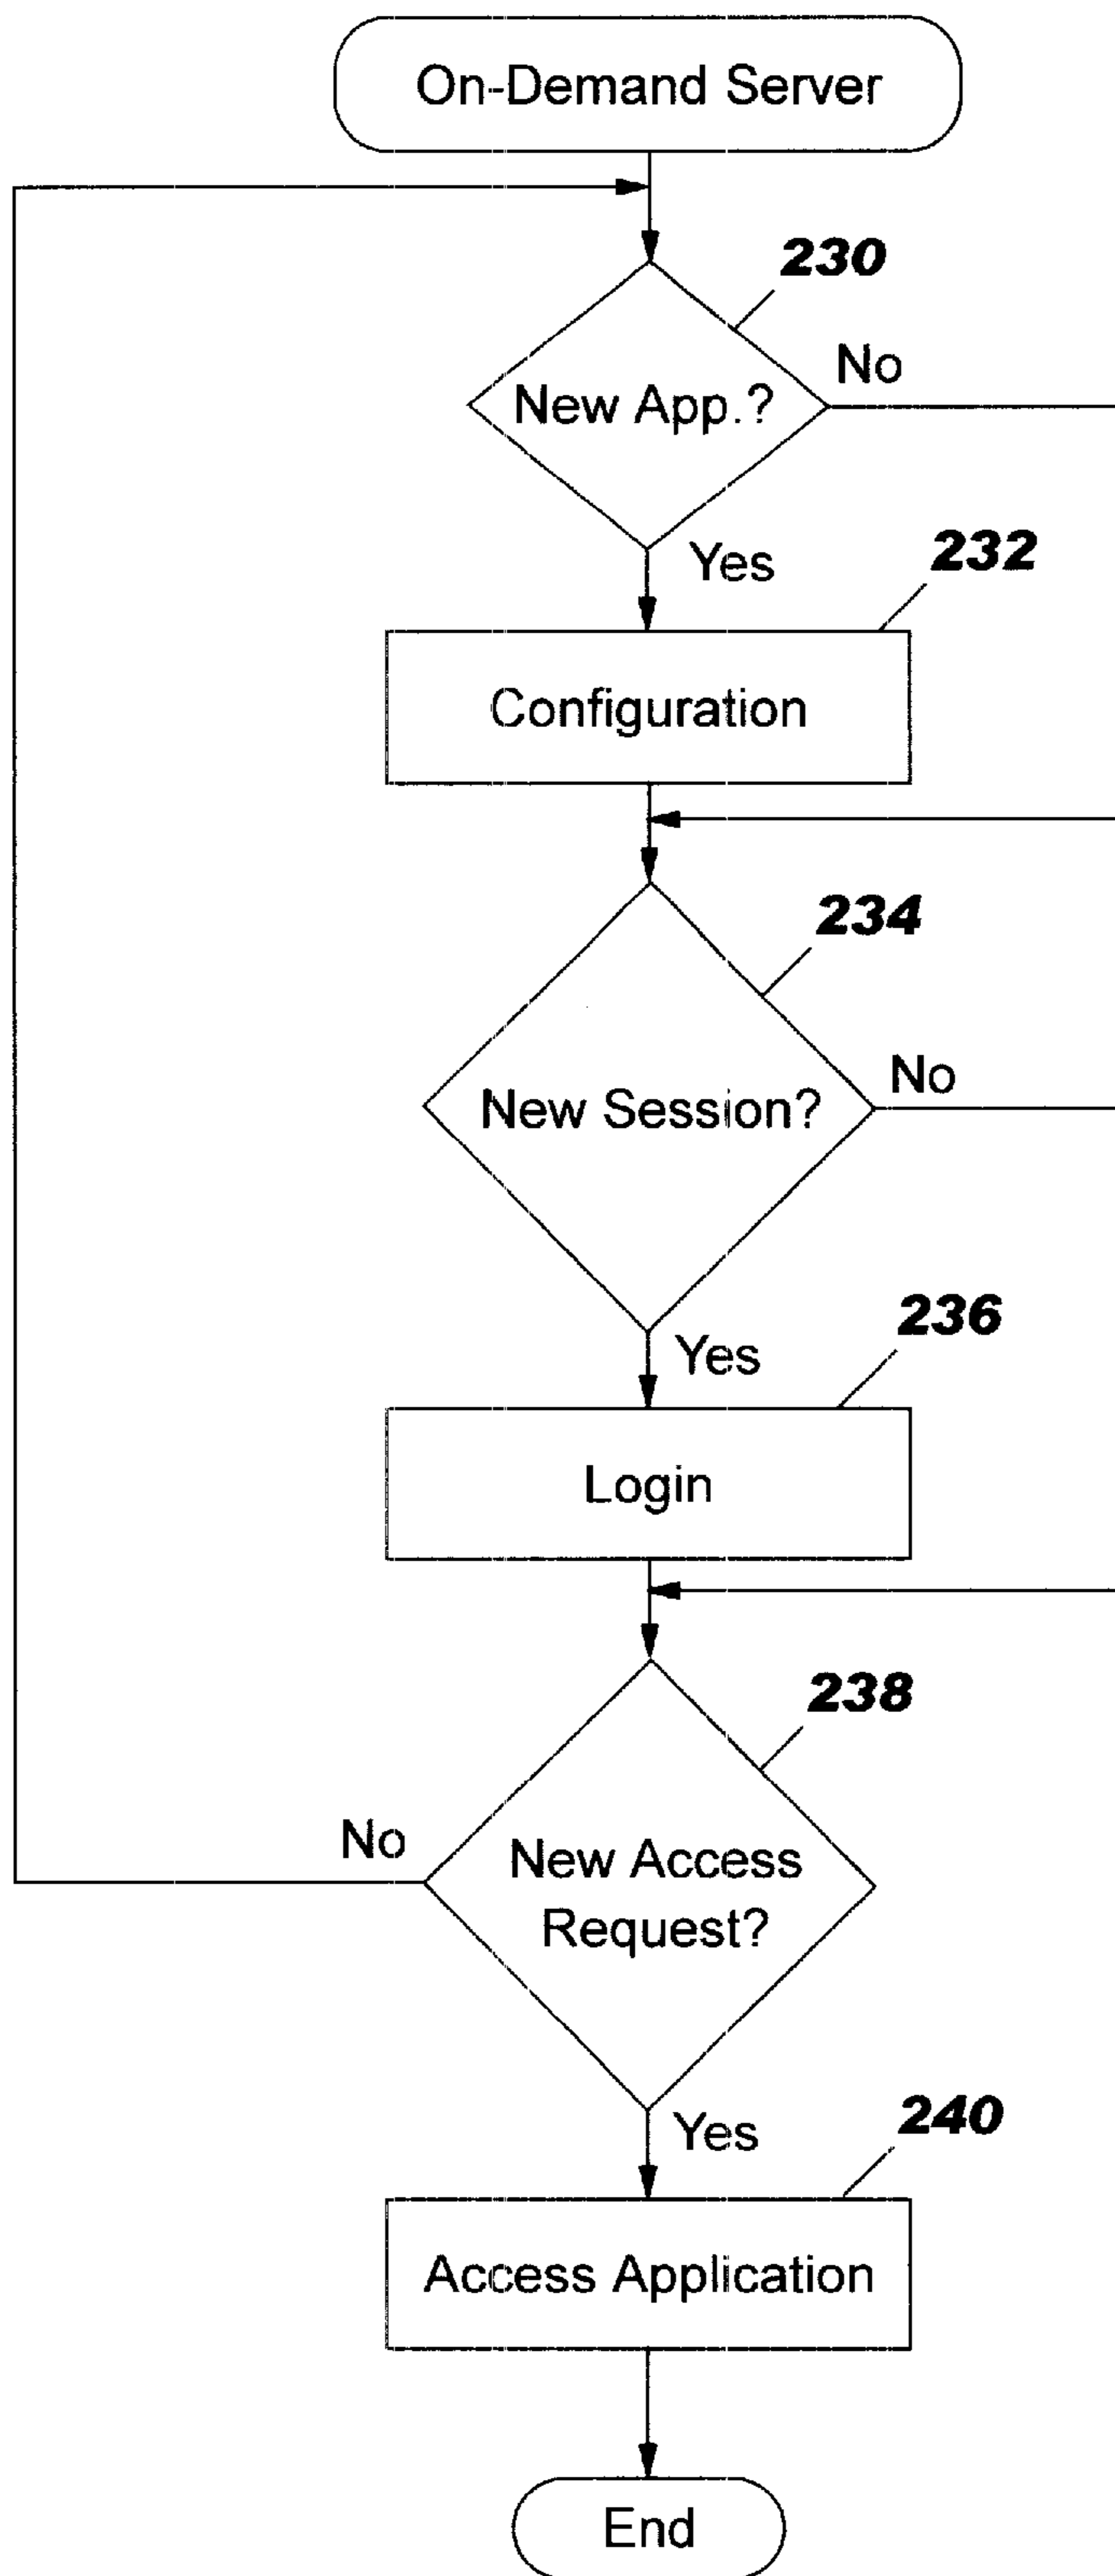 On-Demand Server
230
No
New App.?
Yes
232
Configuration
234
No
New Session?
Yes
236
Login
238
No
New Access
Request?
Yes
240
Access Application
End